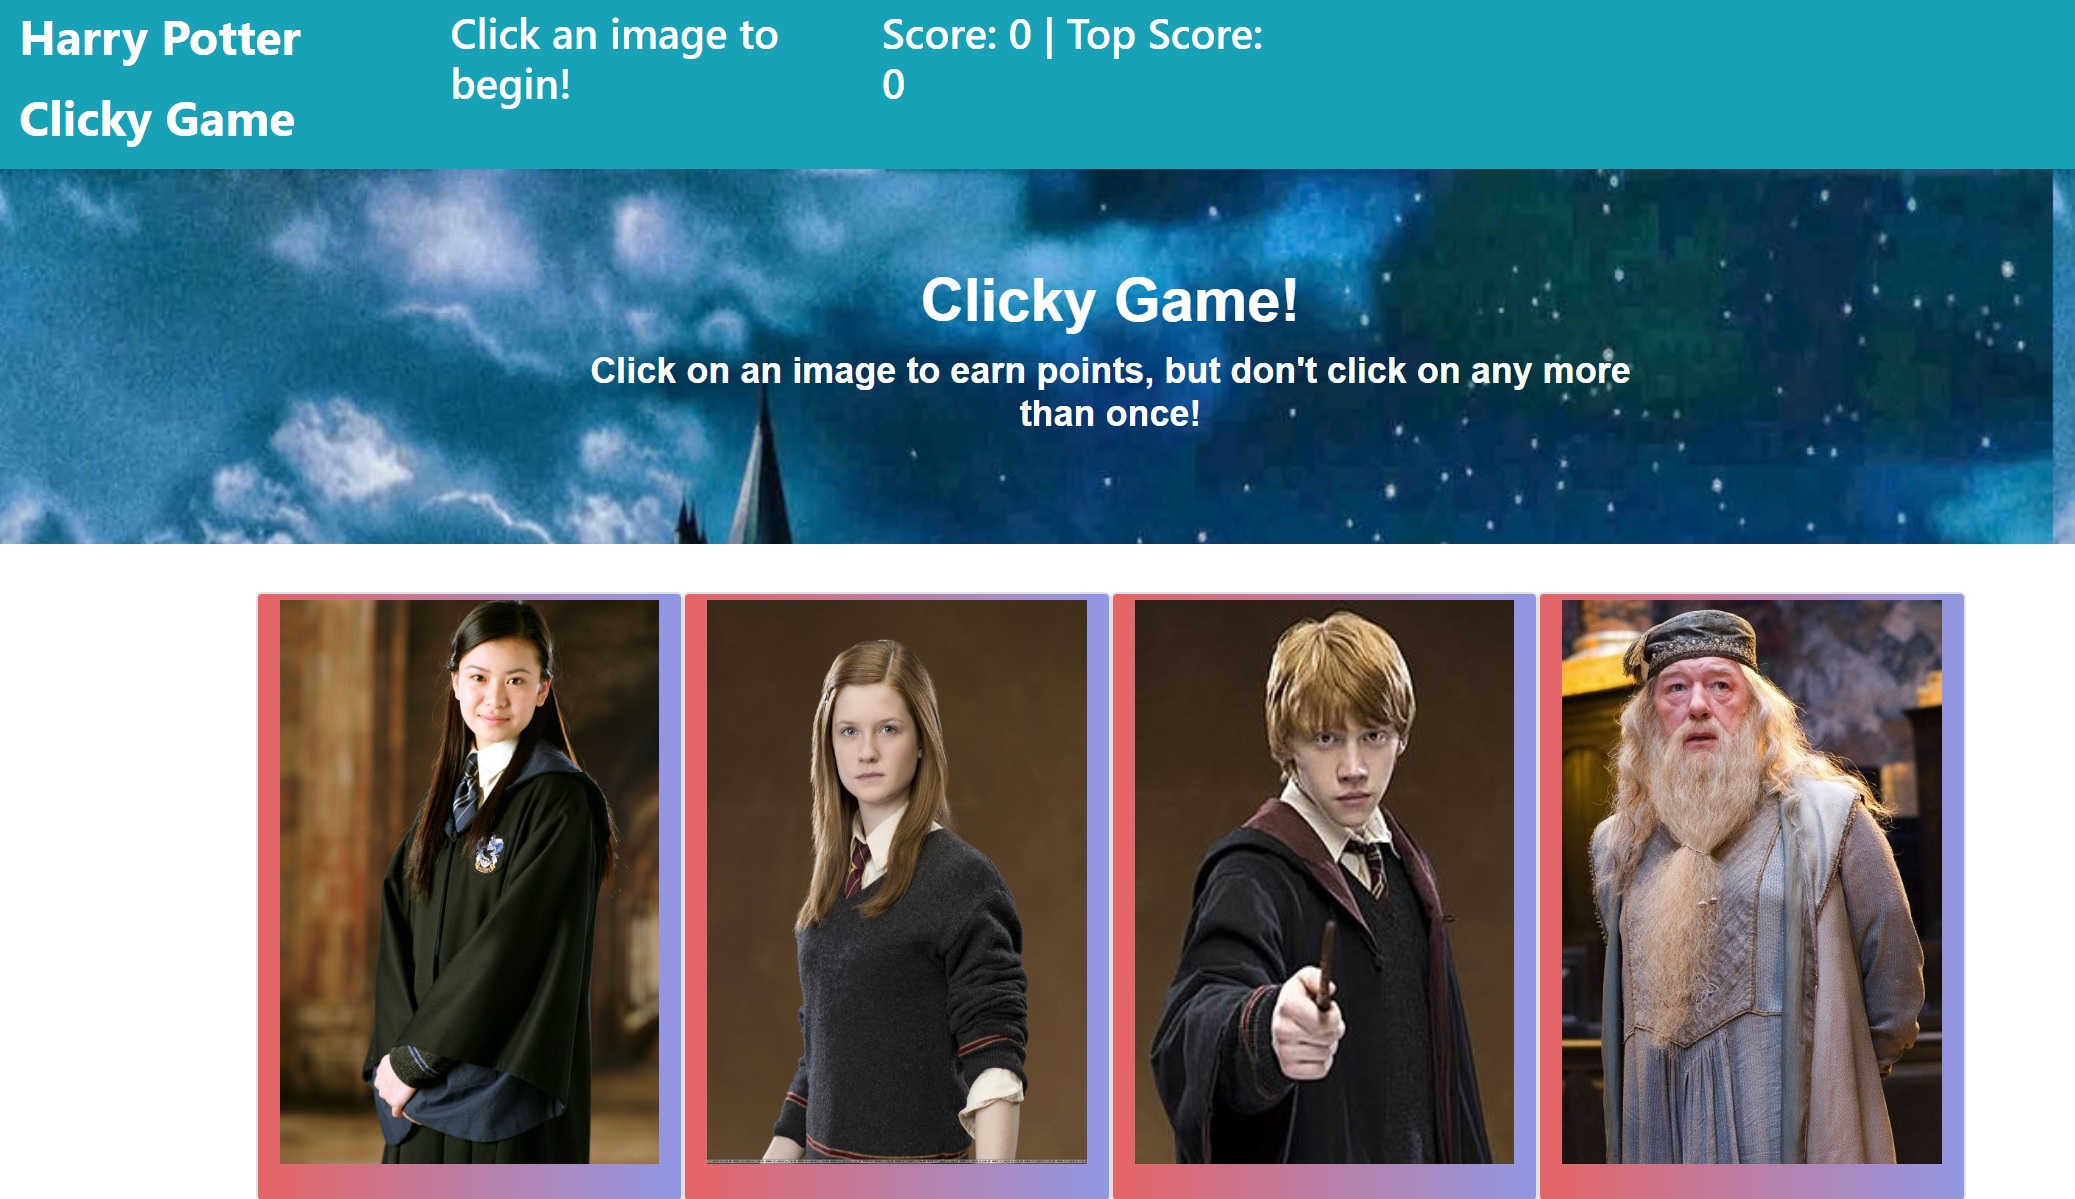 Harry Potter
Clicky Game
Click an image to
begin!
Score: 0 | Top Score:
0
Clicky Game!
Click on an image to earn points, but don't click on any more
than once!